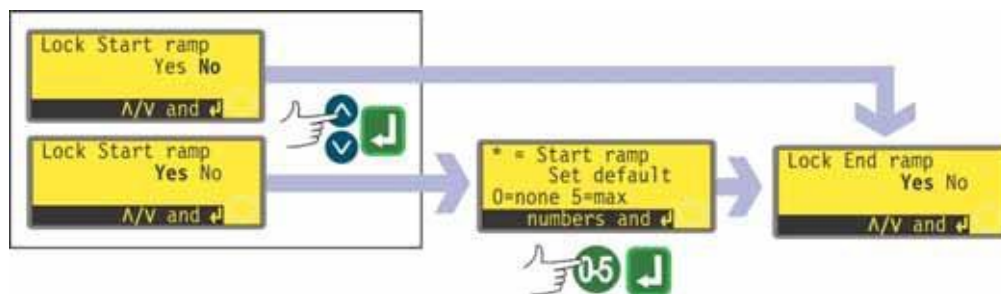 Lock Start ramp
Yes No
Λ/V and ↲
Lock Start ramp
Yes No
Λ/V and ↲
* = Start ramp
Set default
0=none 5=max
numbers and ↲
0-5
Lock End ramp
Yes No
Λ/V and ↲